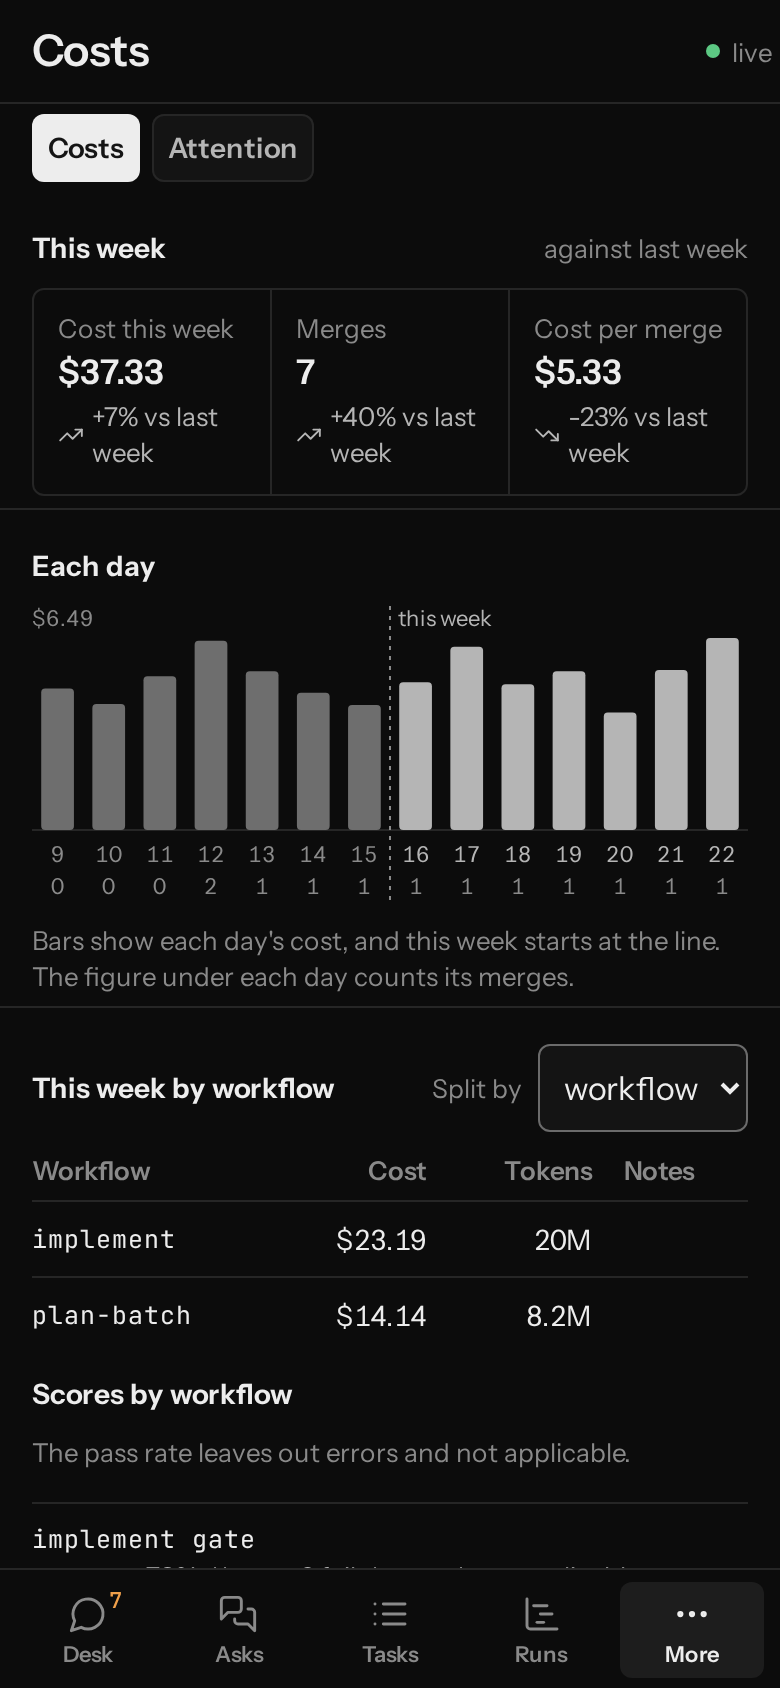 Costs
live
Costs
Attention
This week
against last week
Cost this week
Merges
Cost per merge
$37.33
7
$5.33
+7% vs last week
+40% vs last week
-23% vs last week
Each day
$6.49
this week
9 10 11 12 13 14 15 16 17 18 19 20 21 22
0 0 0 2 1 1 1 1 1 1 1 1 1 1
Bars show each day's cost, and this week starts at the line.
The figure under each day counts its merges.
This week by workflow
Split by
workflow
Workflow Cost Tokens Notes
implement $23.19 20M
plan-batch $14.14 8.2M
Scores by workflow
The pass rate leaves out errors and not applicable.
implement gate
7
Desk
Asks
Tasks
Runs
More